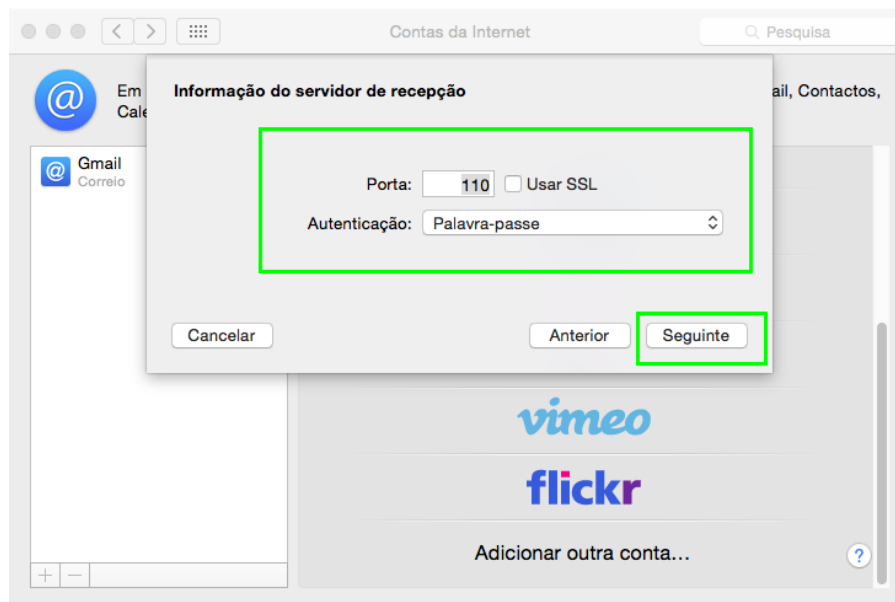 Contas da Internet
Pesquisa
Em
Cale
ail, Contactos,
Informação do servidor de recepção
@ Gmail
Correio
Porta: 110 Usar SSL
Autenticação: Palavra-passe
Cancelar Anterior Seguinte
vimeo
flickr
Adicionar outra conta...
?